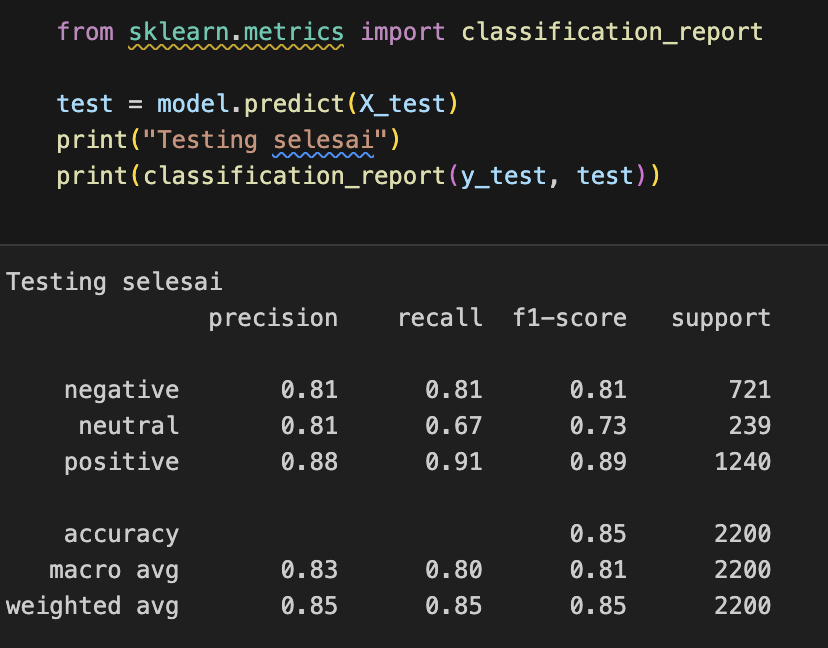 from sklearn.metrics import classification_report
test = model.predict(X_test)
print("Testing selesai")
print(classification_report(y_test, test))
Testing selesai
precision recall f1-score support
negative 0.81 0.81 0.81 721
neutral 0.81 0.67 0.73 239
positive 0.88 0.91 0.89 1240
accuracy 0.85 2200
macro avg 0.83 0.80 0.81 2200
weighted avg 0.85 0.85 0.85 2200